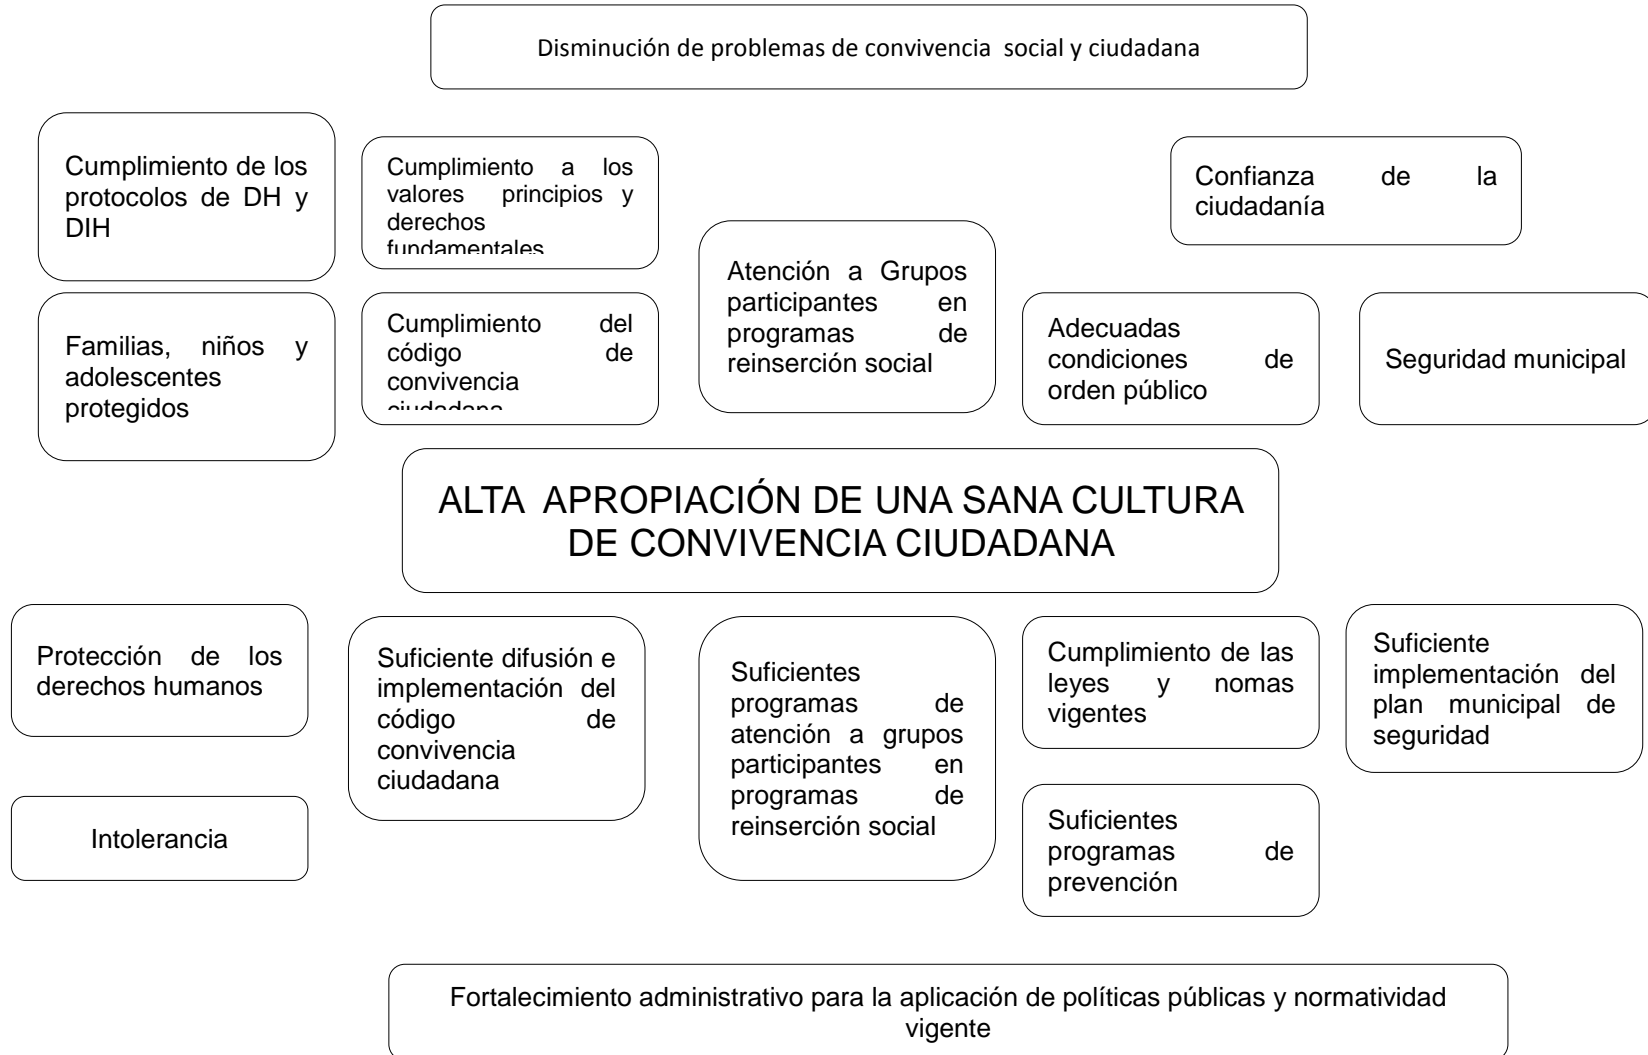 Disminución de problemas de convivencia social y ciudadana
Cumplimiento de los
protocolos de DH y
DIH
Cumplimiento a los
valores principios y
derechos
fundamentales
Confianza de la
ciudadanía
Atención a Grupos
participantes en
programas de
reinserción social
Familias, niños y
adolescentes
protegidos
Cumplimiento del
código de
convivencia
ciudadana
Adecuadas
condiciones de
orden público
Seguridad municipal
ALTA APROPIACIÓN DE UNA SANA CULTURA
DE CONVIVENCIA CIUDADANA
Protección de los
derechos humanos
Suficiente difusión e
implementación del
código de
convivencia
ciudadana
Suficientes
programas de
atención a grupos
participantes en
programas de
reinserción social
Cumplimiento de las
leyes y nomas
vigentes
Suficiente
implementación del
plan municipal de
seguridad
Intolerancia
Suficientes
programas de
prevención
Fortalecimiento administrativo para la aplicación de políticas públicas y normatividad
vigente